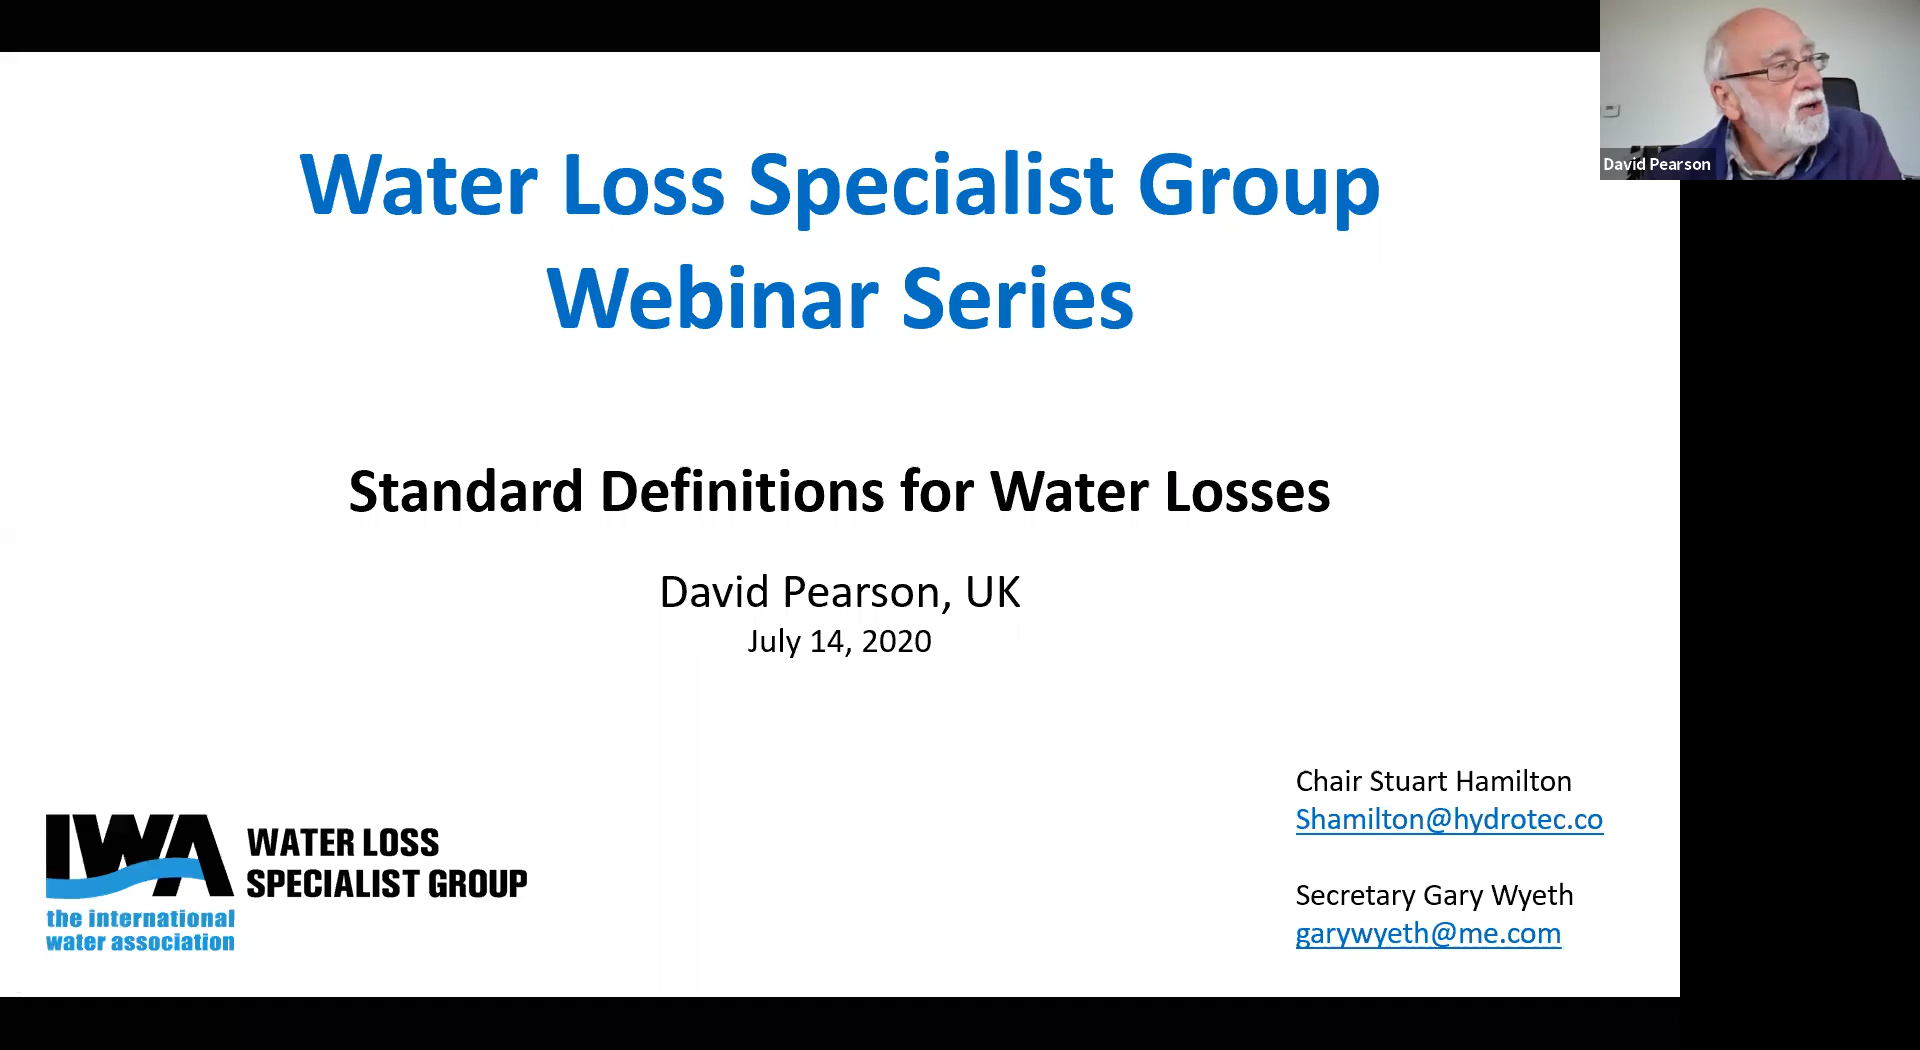 David Pearson
Water Loss Specialist Group
Webinar Series
Standard Definitions for Water Losses
David Pearson, UK
July 14, 2020
Chair Stuart Hamilton
Shamilton@hydrotec.co
Secretary Gary Wyeth
garywyeth@me.com
IWA
the international
water association
WATER LOSS
SPECIALIST GROUP